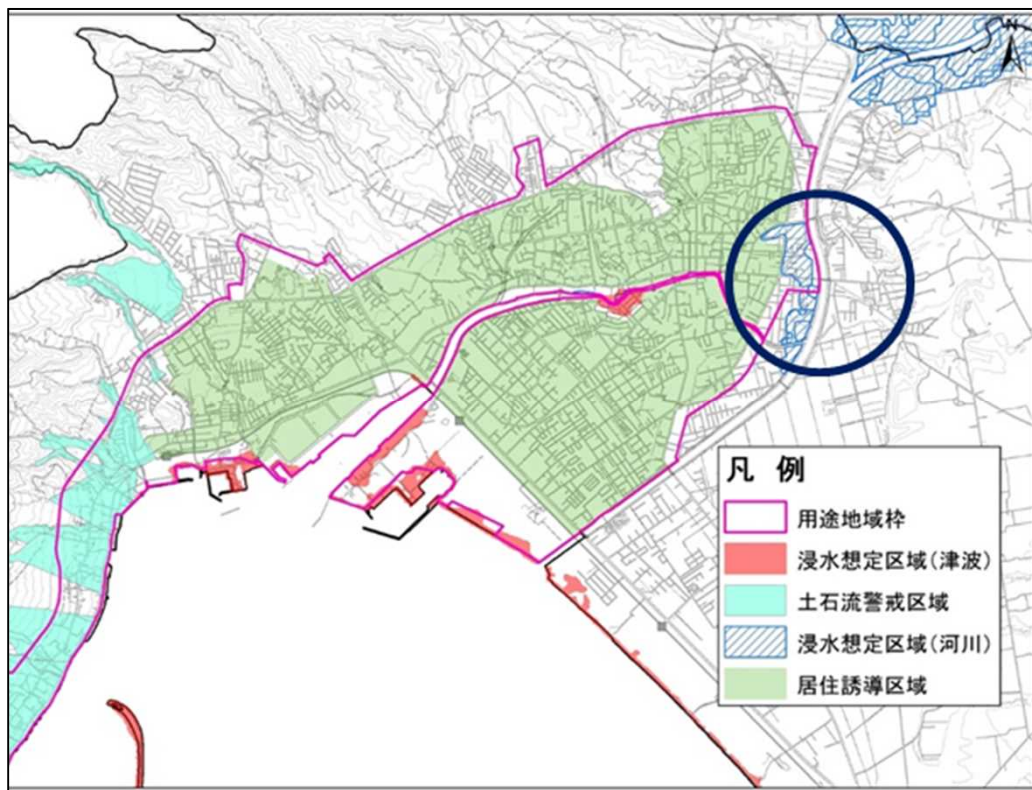 N
凡 例
用途地域枠
浸水想定区域(津波)
土石流警戒区域
浸水想定区域(河川)
居住誘導区域